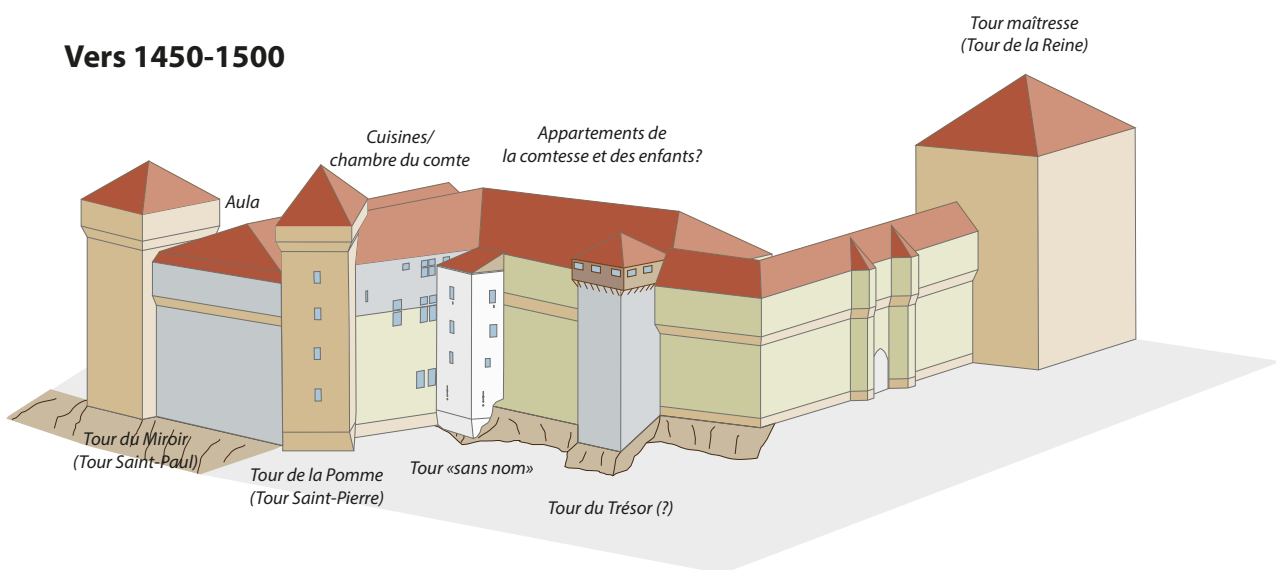 Vers 1450-1500
Tour maîtresse
(Tour de la Reine)
Cuisines/
chambre du comte
Appartements de
la comtesse et des enfants?
Aula
Tour du Miroir
(Tour Saint-Paul)
Tour de la Pomme
(Tour Saint-Pierre)
Tour «sans nom»
Tour du Trésor (?)